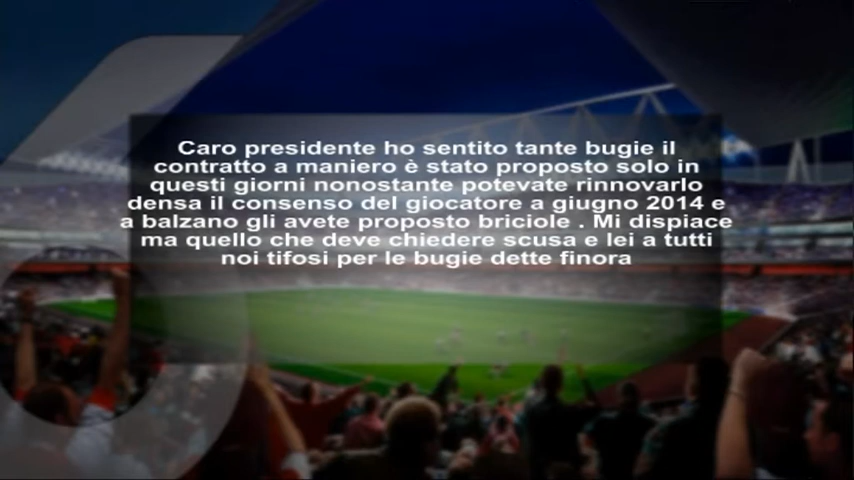 Caro presidente ho sentito tante bugie il
contratto a maniero è stato proposto solo in
questi giorni nonostante potevate rinnovarlo
densa il consenso del giocatore a giugno 2014 e
a balzano gli avete proposto briciole . Mi dispiace
ma quello che deve chiedere scusa e lei a tutti
noi tifosi per le bugie dette finora